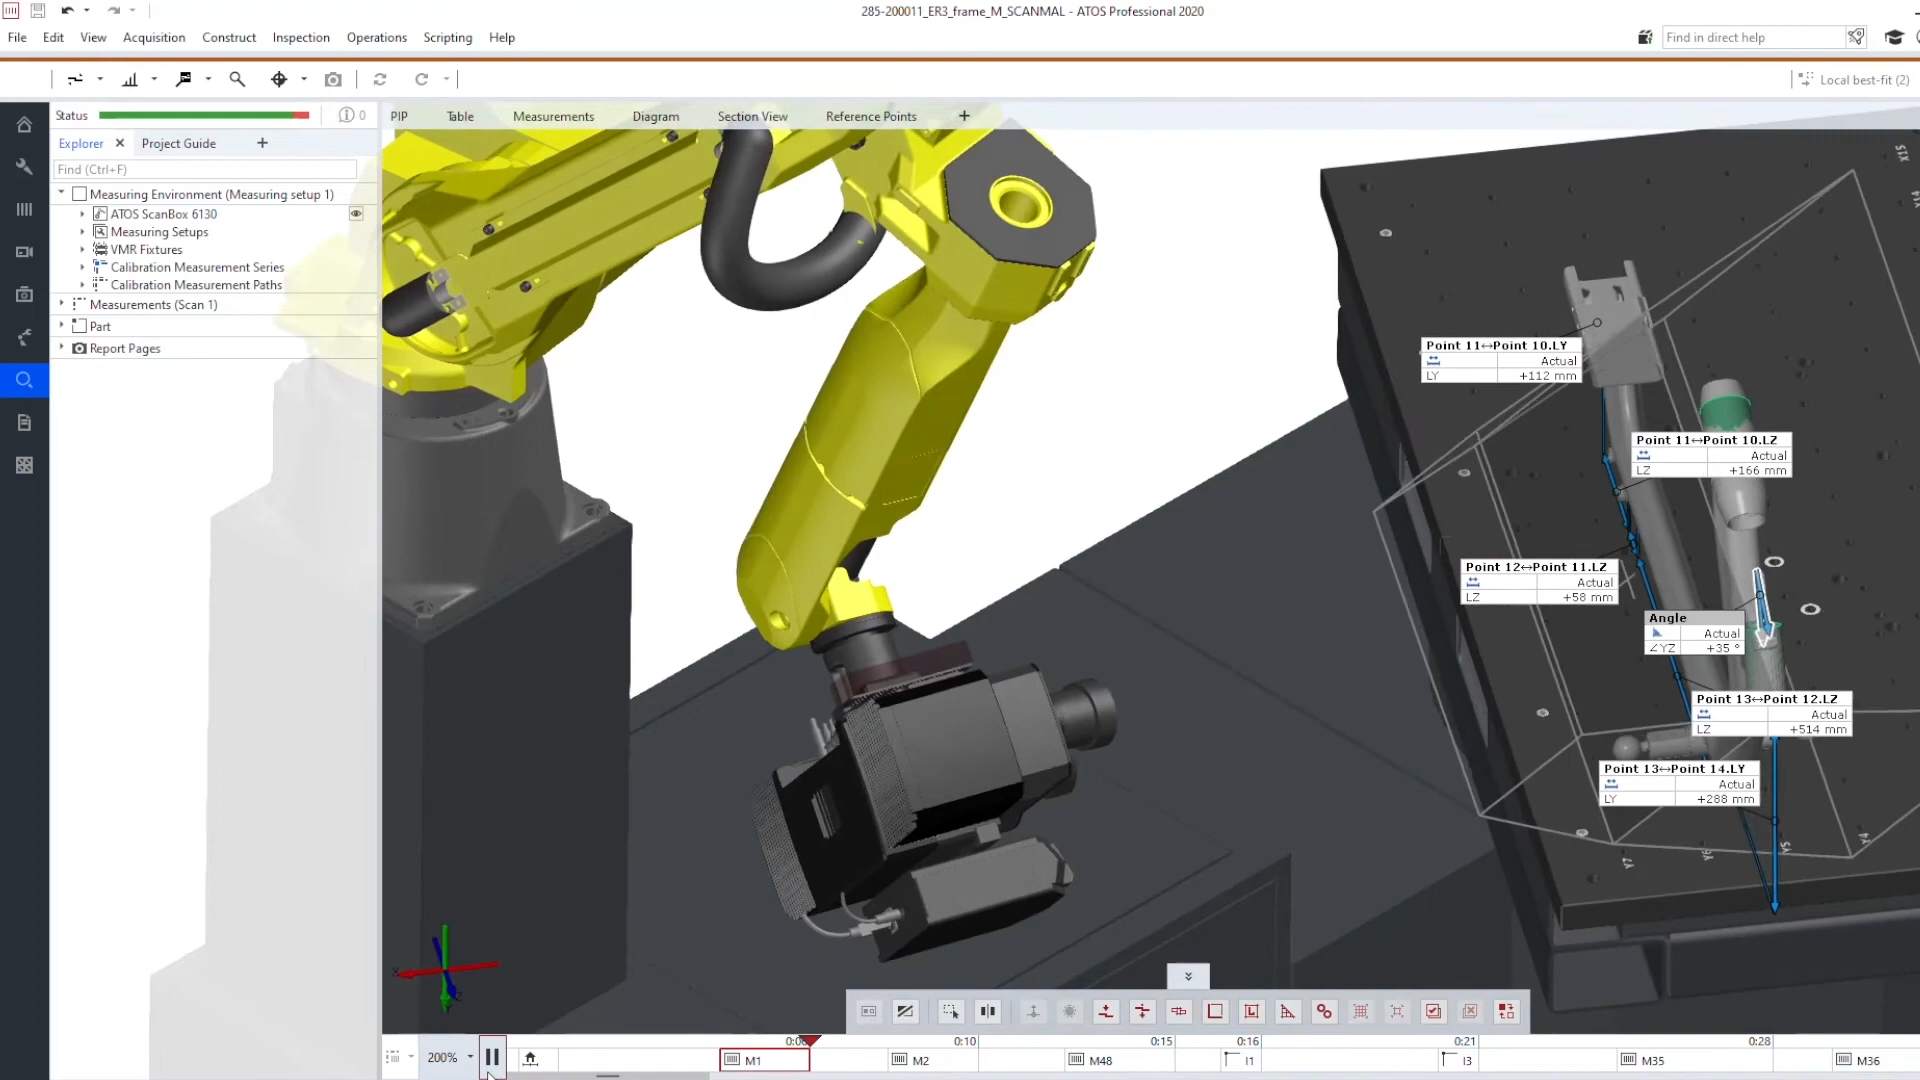 285-200011_ER3_frame_M_SCANMAL - ATOS Professional 2020
File Edit View Acquisition Construct Inspection Operations Scripting Help
Find in direct help
Local best-fit (2)
Status
0
PIP Table Measurements Diagram Section View Reference Points +
Explorer Project Guide +
Find (Ctrl+F)
Measuring Environment (Measuring setup 1)
ATOS ScanBox 6130
Measuring Setups
VMR Fixtures
Calibration Measurement Series
Calibration Measurement Paths
Measurements (Scan 1)
Part
Report Pages
Point 11↔Point 10.LY
Actual
LY +112 mm
Point 11↔Point 10.LZ
Actual
LZ +166 mm
Point 12↔Point 11.LZ
Actual
LZ +58 mm
Angle
Actual
∠YZ +35 °
Point 13↔Point 12.LZ
Actual
LZ +514 mm
Point 13↔Point 14.LY
Actual
LY +288 mm
X
Z
0:10 0:15 0:16 0:21 0:28
200%
M1 M2 M48 I1 I3 M35 M36